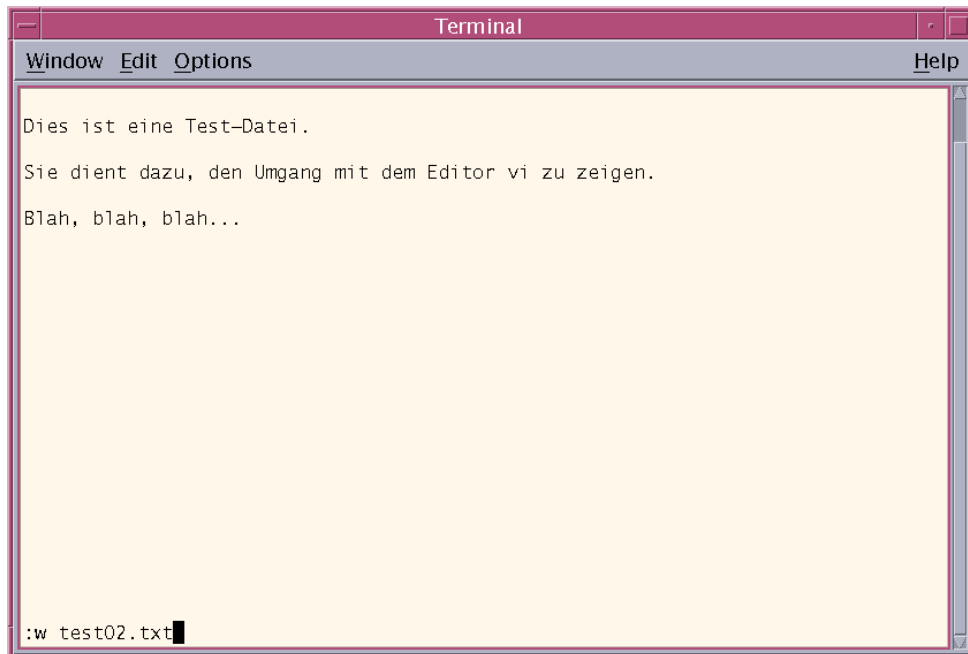 Terminal
Window Edit Options Help
Dies ist eine Test-Datei.
Sie dient dazu, den Umgang mit dem Editor vi zu zeigen.
Blah, blah, blah...
:w test02.txt